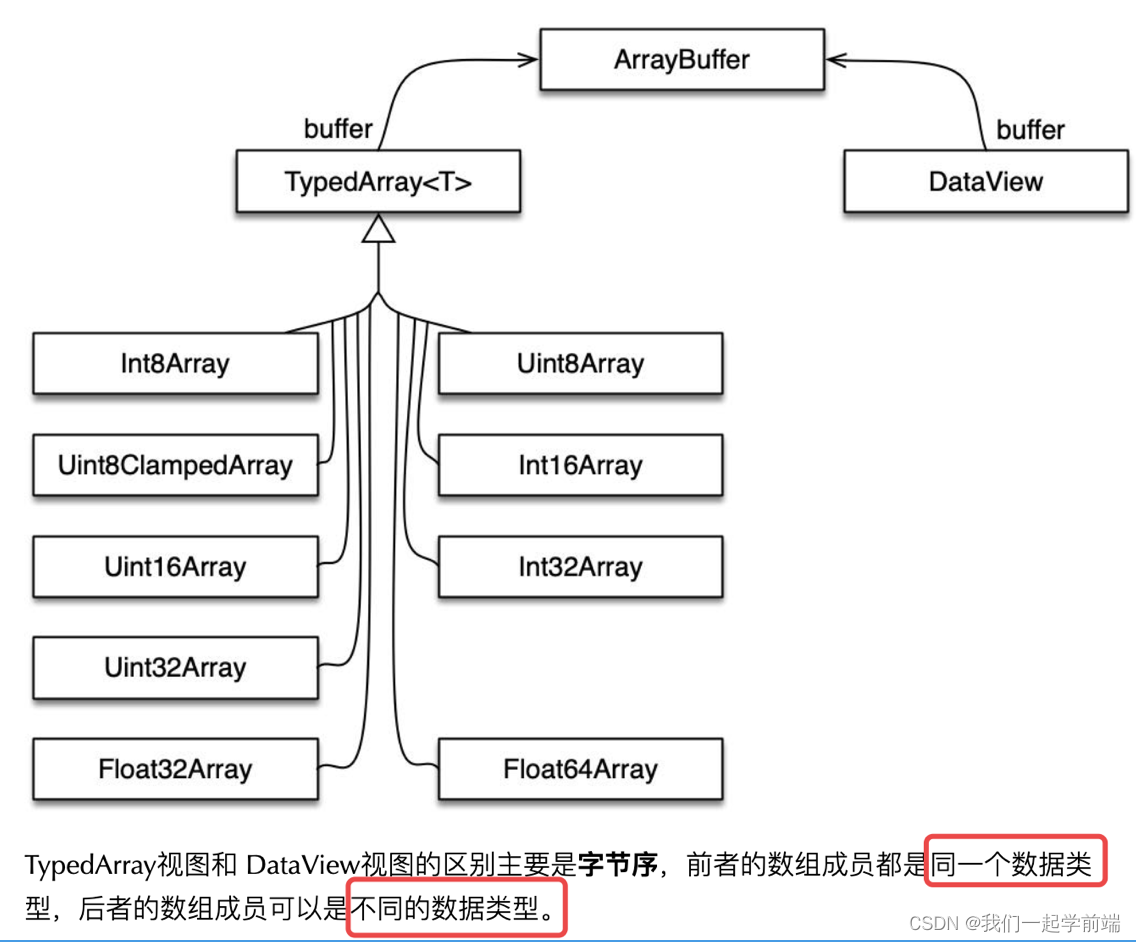 ArrayBuffer
buffer
buffer
TypedArray<T>
DataView
Int8Array
Uint8Array
Uint8ClampedArray
Int16Array
Uint16Array
Int32Array
Uint32Array
Float32Array
Float64Array
TypedArray视图和 DataView视图的区别主要是字节序，前者的数组成员都是同一个数据类
型，后者的数组成员可以是不同的数据类型。
CSDN @我们一起学前端